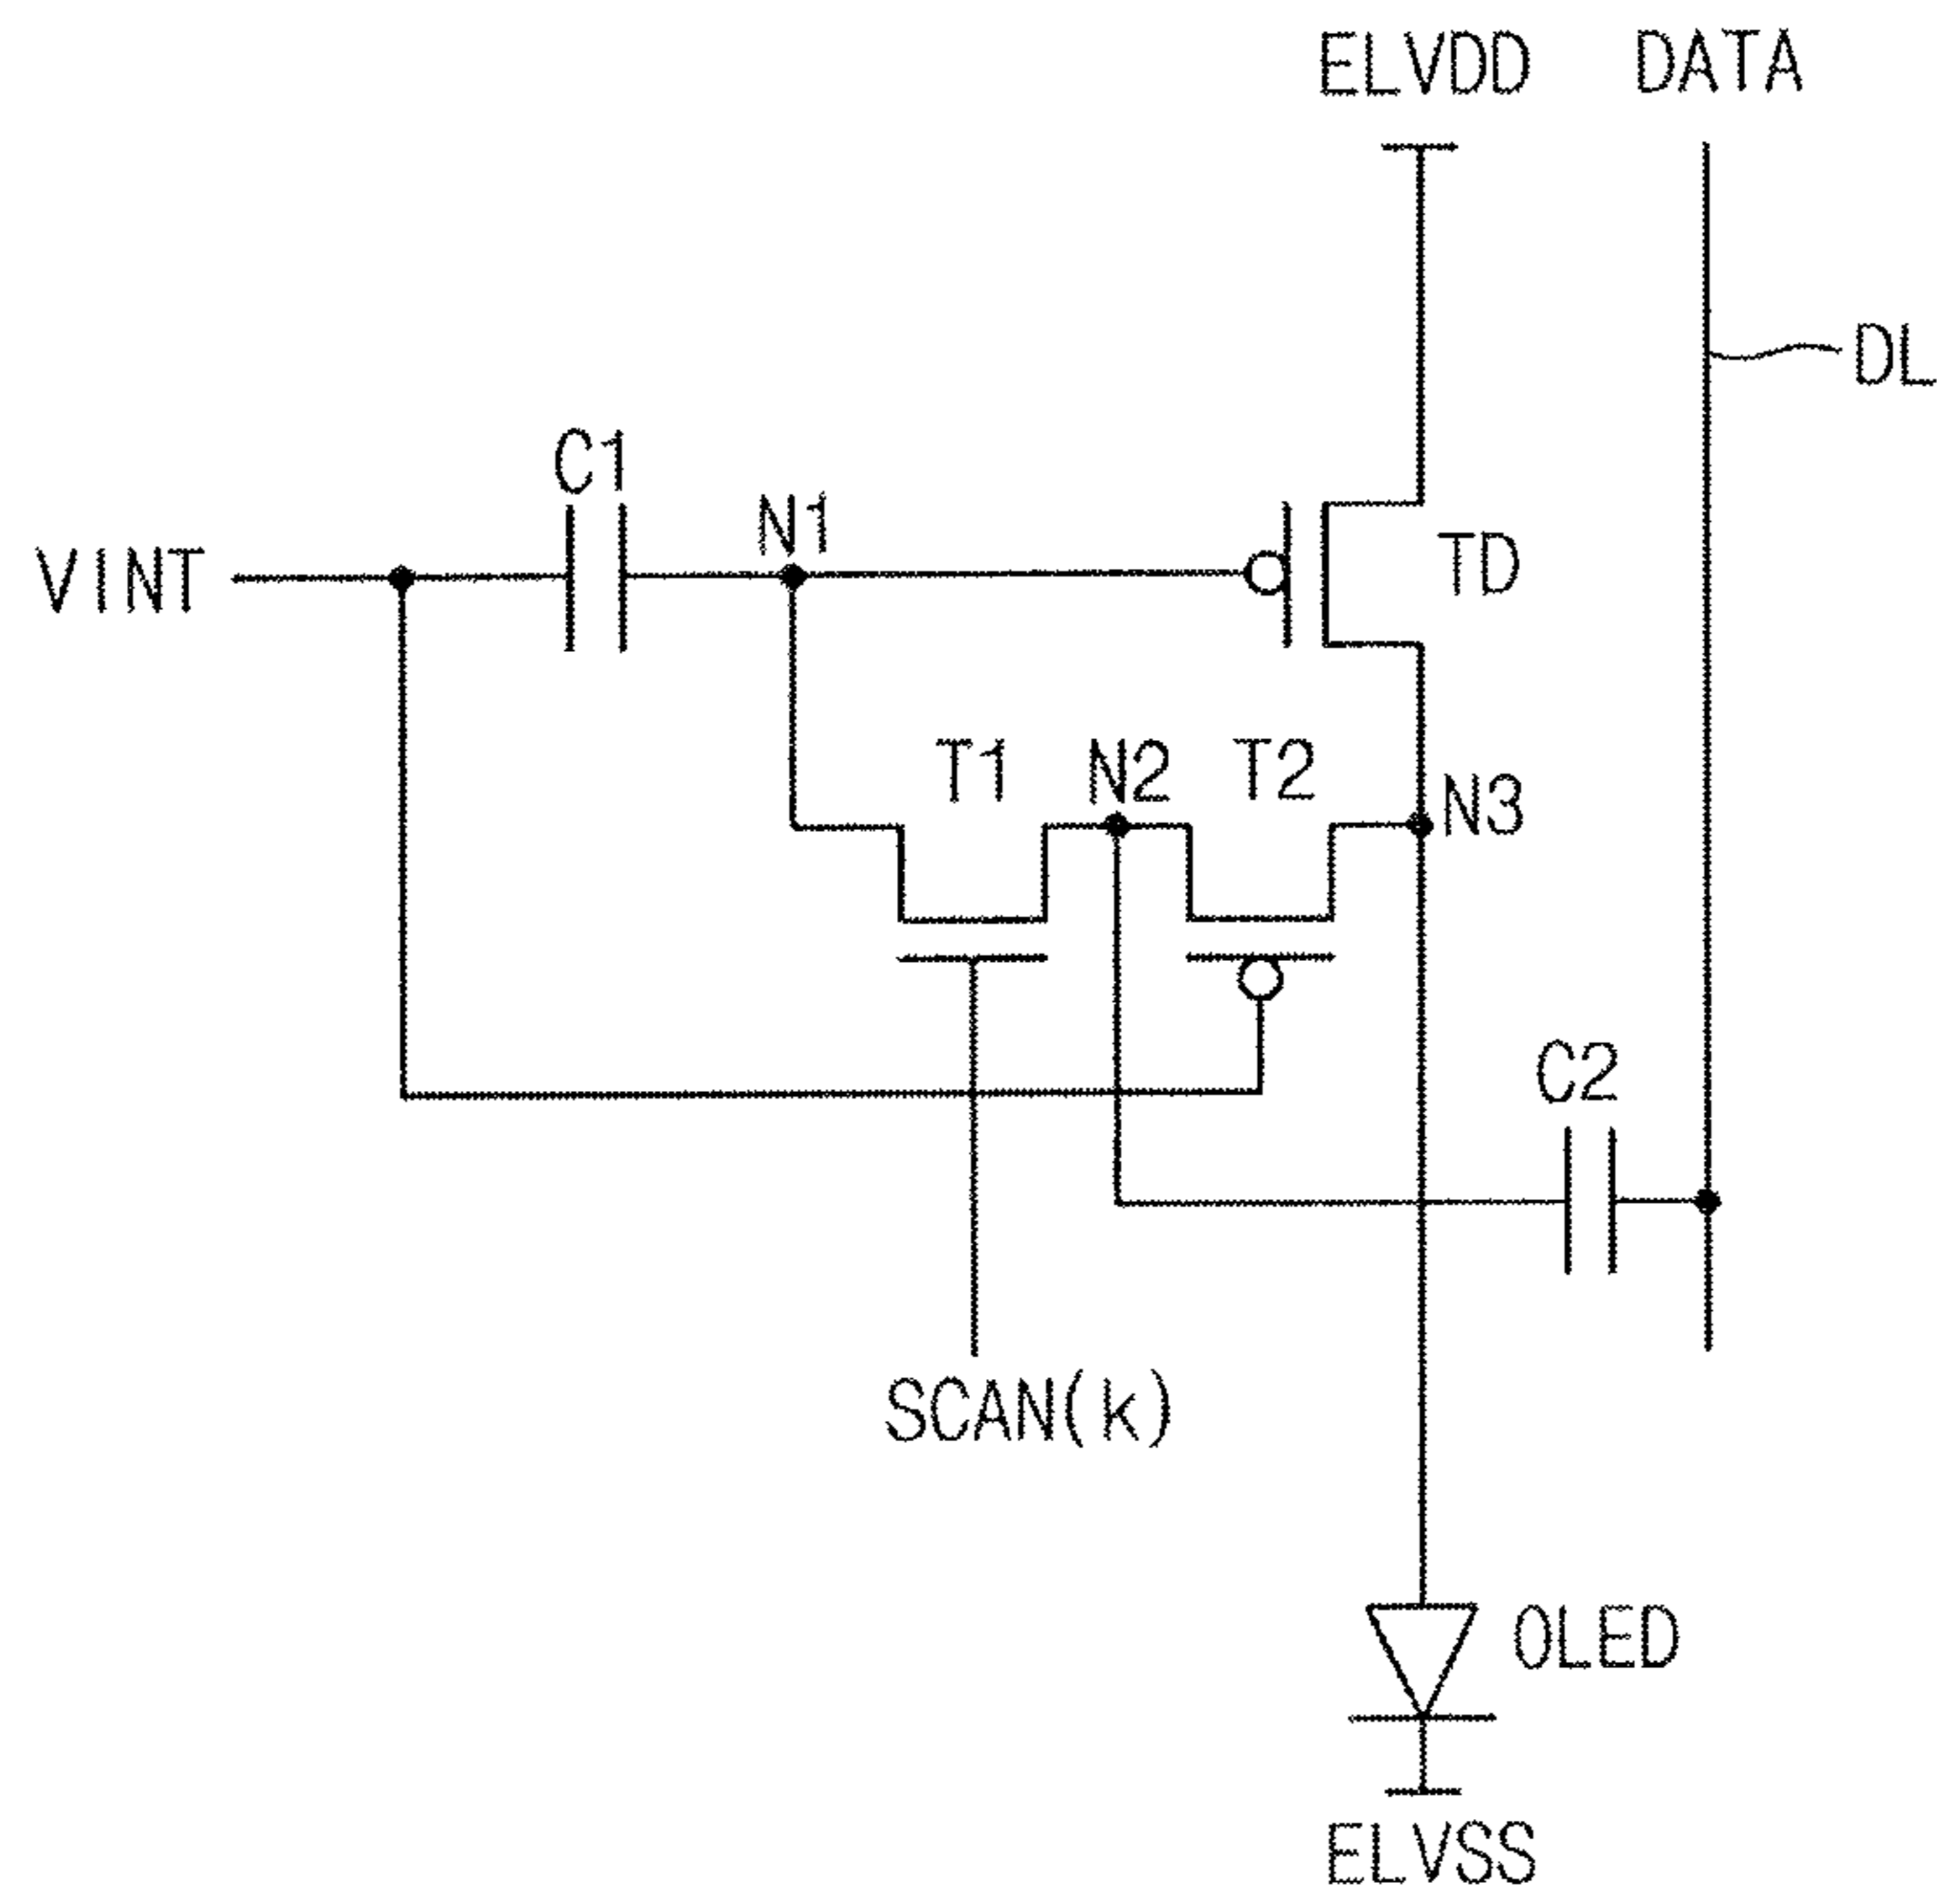 ELVDD
DATA
DL
C1
N1
VINT
TD
T1
N2
T2
N3
C2
SCAN(k)
OLED
ELVSS